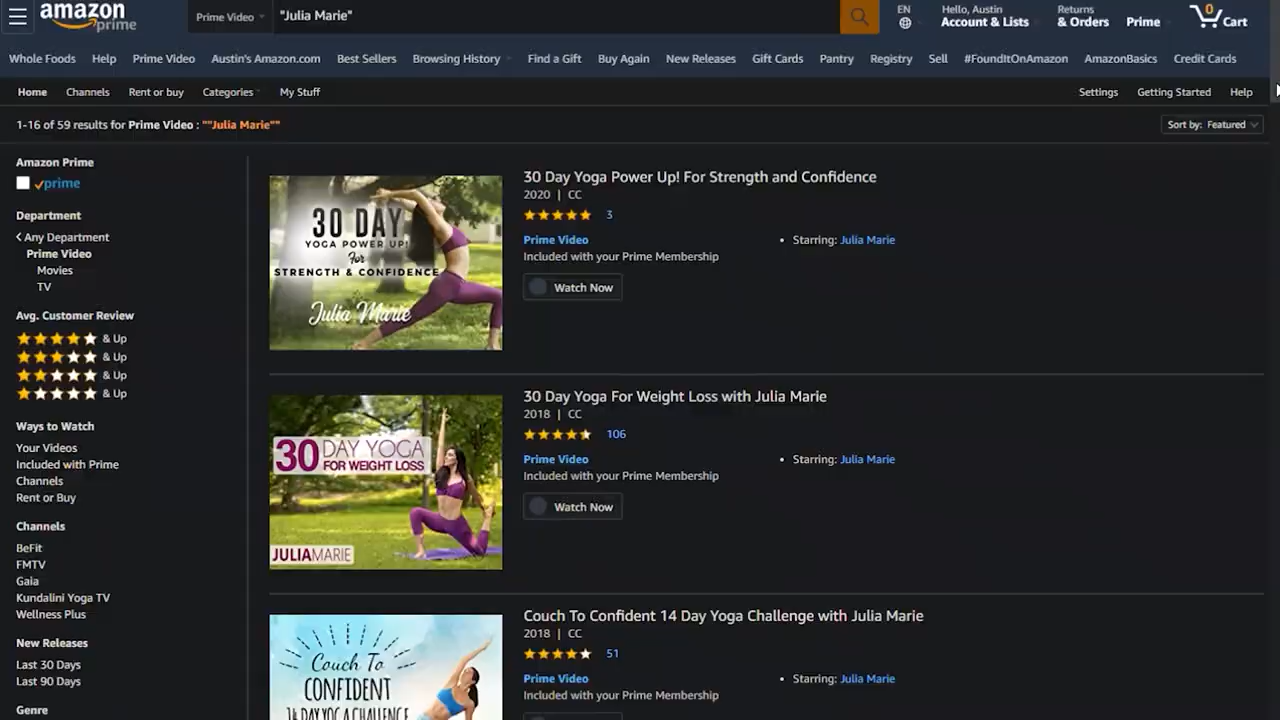 amazon
prime
Prime Video
"Julia Marie"
EN
Hello, Austin
Account & Lists
Returns
& Orders
Prime
0
Cart
Whole Foods
Help
Prime Video
Austin's Amazon.com
Best Sellers
Browsing History
Find a Gift
Buy Again
New Releases
Gift Cards
Pantry
Registry
Sell
#FoundItOnAmazon
AmazonBasics
Credit Cards
Home
Channels
Rent or buy
Categories
My Stuff
Settings
Getting Started
Help
1-16 of 59 results for Prime Video : ""Julia Marie""
Sort by: Featured
Amazon Prime
prime
Department
Any Department
Prime Video
Movies
TV
Avg. Customer Review
& Up
& Up
& Up
& Up
Ways to Watch
Your Videos
Included with Prime
Channels
Rent or Buy
Channels
BeFit
FMTV
Gaia
Kundalini Yoga TV
Wellness Plus
New Releases
Last 30 Days
Last 90 Days
Genre
30 DAY
YOGA POWER UP!
For
STRENGTH & CONFIDENCE
Julia Marie
30 Day Yoga Power Up! For Strength and Confidence
2020 | CC
3
Prime Video
Included with your Prime Membership
Watch Now
• Starring: Julia Marie
30 DAY YOGA
FOR WEIGHT LOSS
JULIAMARIE
30 Day Yoga For Weight Loss with Julia Marie
2018 | CC
106
Prime Video
Included with your Prime Membership
Watch Now
• Starring: Julia Marie
Couch To
CONFIDENT
14 DAY YOGA CHALLENGE
Couch To Confident 14 Day Yoga Challenge with Julia Marie
2018 | CC
51
Prime Video
Included with your Prime Membership
• Starring: Julia Marie